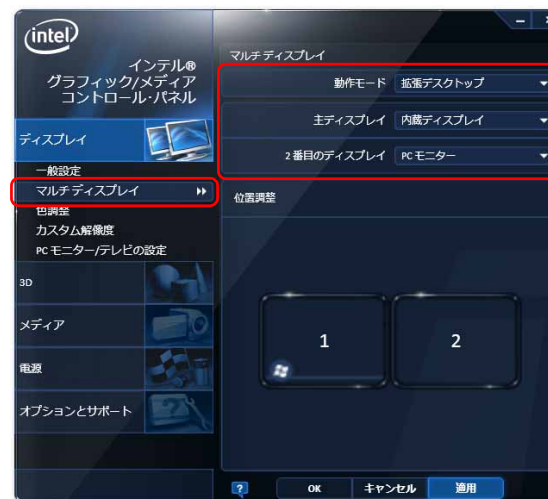 intel
インテル®
グラフィック/メディア
コントロール・パネル
ディスプレイ
一般設定
マルチディスプレイ
色調整
カスタム解像度
PCモニター/テレビの設定
3D
メディア
電源
オプションとサポート
マルチディスプレイ
動作モード 拡張デスクトップ
主ディスプレイ 内蔵ディスプレイ
2番目のディスプレイ PCモニター
位置調整
1 2
? OK キャンセル 適用